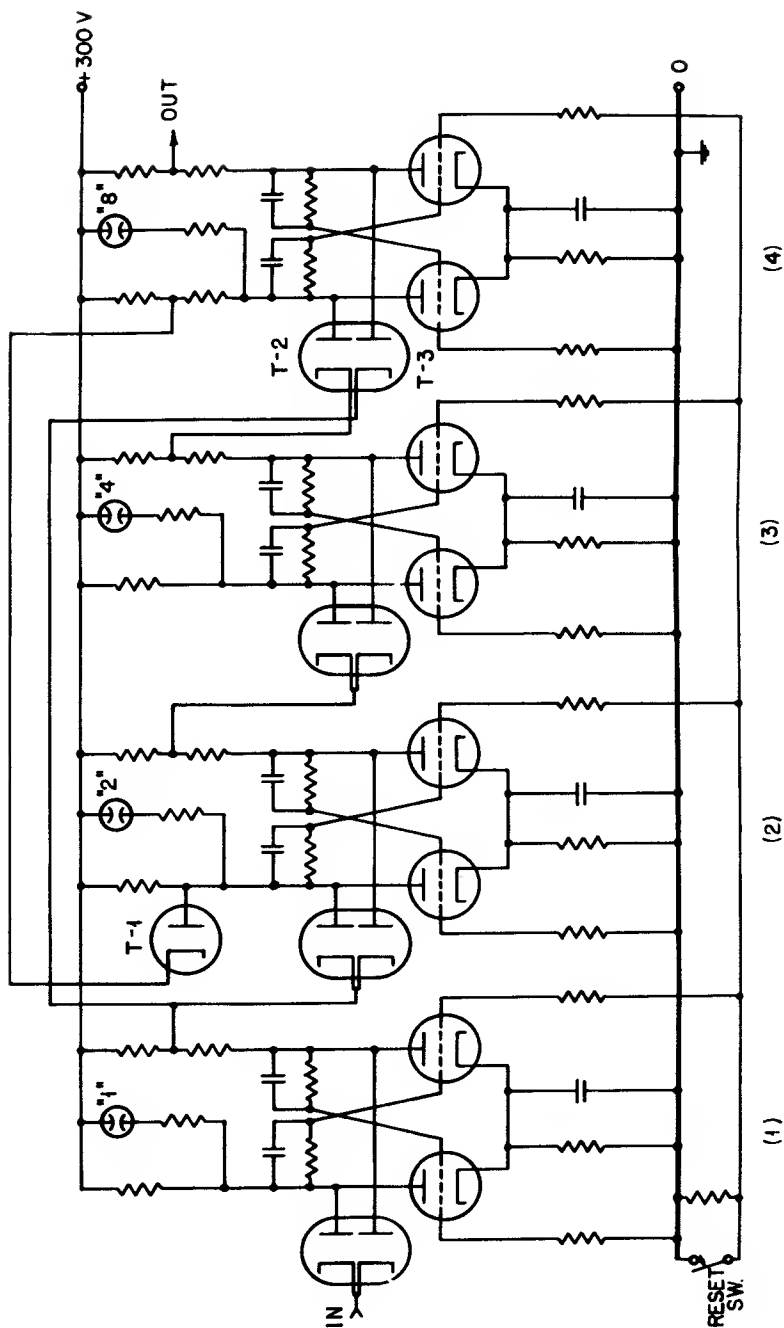 +300 V
OUT
"1"
"2"
"4"
"8"
T-1
T-2
T-3
IN
0
RESET
SW.
(1)
(2)
(3)
(4)